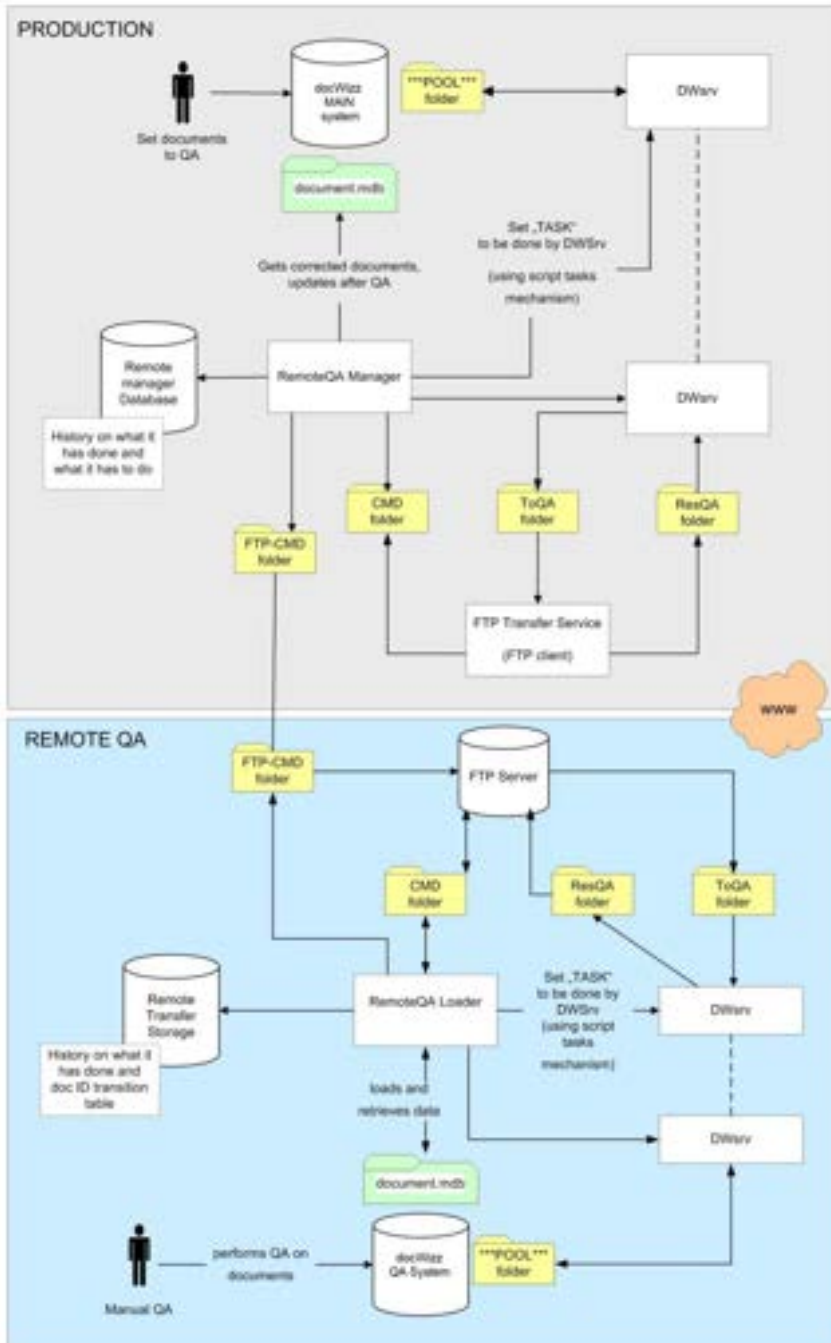 PRODUCTION
docWizz
MAIN
system
***POOL***
folder
DWsrv
Set documents
to QA
document.mdb
Set „TASK"
to be done by DWSrv
(using script tasks
mechanism)
Gets corrected documents,
updates after QA
Remote
manager
Database
RemoteQA Manager
DWsrv
History on what it
has done and
what it has to do
CMD
folder
ToQA
folder
ResQA
folder
FTP-CMD
folder
FTP Transfer Service
(FTP client)
WWW
REMOTE QA
FTP-CMD
folder
FTP Server
CMD
folder
ResQA
folder
ToQA
folder
Remote
Transfer
Storage
RemoteQA Loader
Set „TASK"
to be done by
DWSrv
(using script
tasks
mechanism)
DWsrv
History on what it
has done and
doc ID transition
table
loads and
retrieves data
DWsrv
document.mdb
performs QA on
documents
docWizz
QA-System
***POOL***
folder
Manual QA